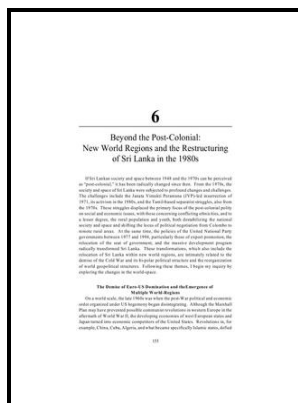 6
Beyond the Post-Colonial:
New World Regions and the Restructuring
of Sri Lanka in the 1980s
If Sri Lankan society and space between 1948 and the 1970s can be perceived
as "post-colonial," it has been radically changed since then. From the 1970s, the
society and space of Sri Lanka were subjected to profound changes and challenges.
The challenges include the Janata Vimukti Peramuna (JVP)-led insurrection of
1971, its activism in the 1980s, and the Tamil-based separatist struggles, also from
the 1970s. These struggles displaced the primary focus of the post-colonial polity
on social and economic issues, with those concerning conflicting ethnicities, and to
a lesser degree, the rural population and youth, both destabilizing the national
society and space and shifting the locus of political negotiation from Colombo to
remote rural areas. At the same time, the policies of the United National Party
governments between 1977 and 1994, particularly those of export promotion, the
relocation of the seat of government, and the massive development program
radically transformed Sri Lanka. These transformations, which also include the
relocation of Sri Lanka within new world regions, are intimately related to the
demise of the Cold War and its bi-polar political structure and the reorganization
of world geopolitical structures. Following these themes, I begin my inquiry by
exploring the changes in the world-space.
The Demise of Euro-US Domination and the Emergence of
Multiple World-Regions
On a world scale, the late 1960s was when the post-War political and economic
order organized under US hegemony began disintegrating. Although the Marshall
Plan may have prevented possible communist revolutions in western Europe in the
aftermath of World War II, the developing economies of west European states and
Japan turned into economic competitors of the United States. Revolutions in, for
example, China, Cuba, Algeria, and what became specifically Islamic states, defied